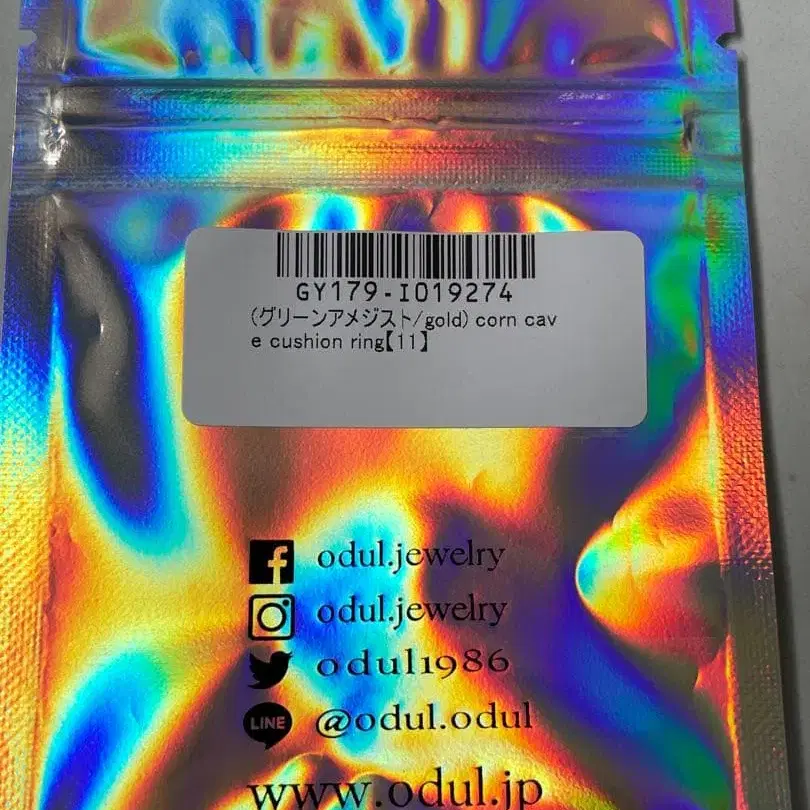 GY179-I019274
(グリーンアメジスト/gold) corn cav
e cushion ring【11】
odul.jewelry
odul.jewelry
odul1986
LINE @odul.odul
www.odul.jp